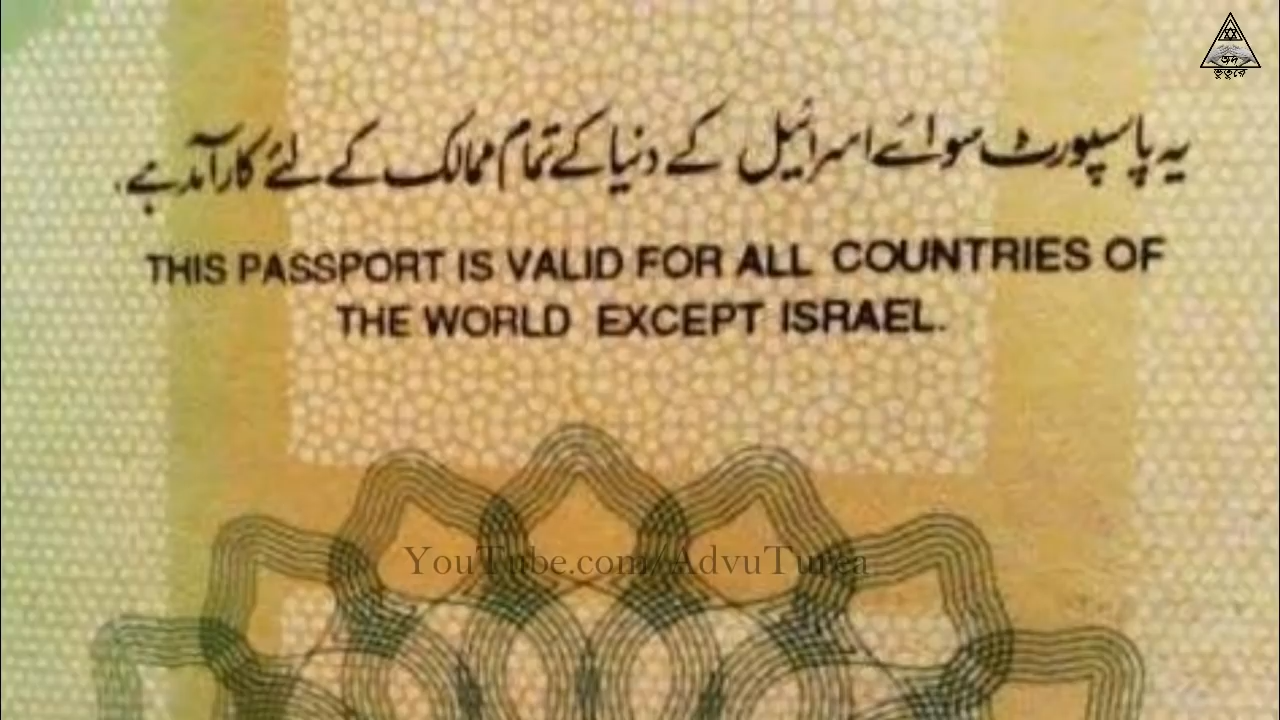 یہ پاسپورٹ سوائے اسرائیل کے دنیا کے تمام ممالک کے لئے کارآمد ہے۔
THIS PASSPORT IS VALID FOR ALL COUNTRIES OF
THE WORLD EXCEPT ISRAEL.
YouTube.com/AdvuTurea